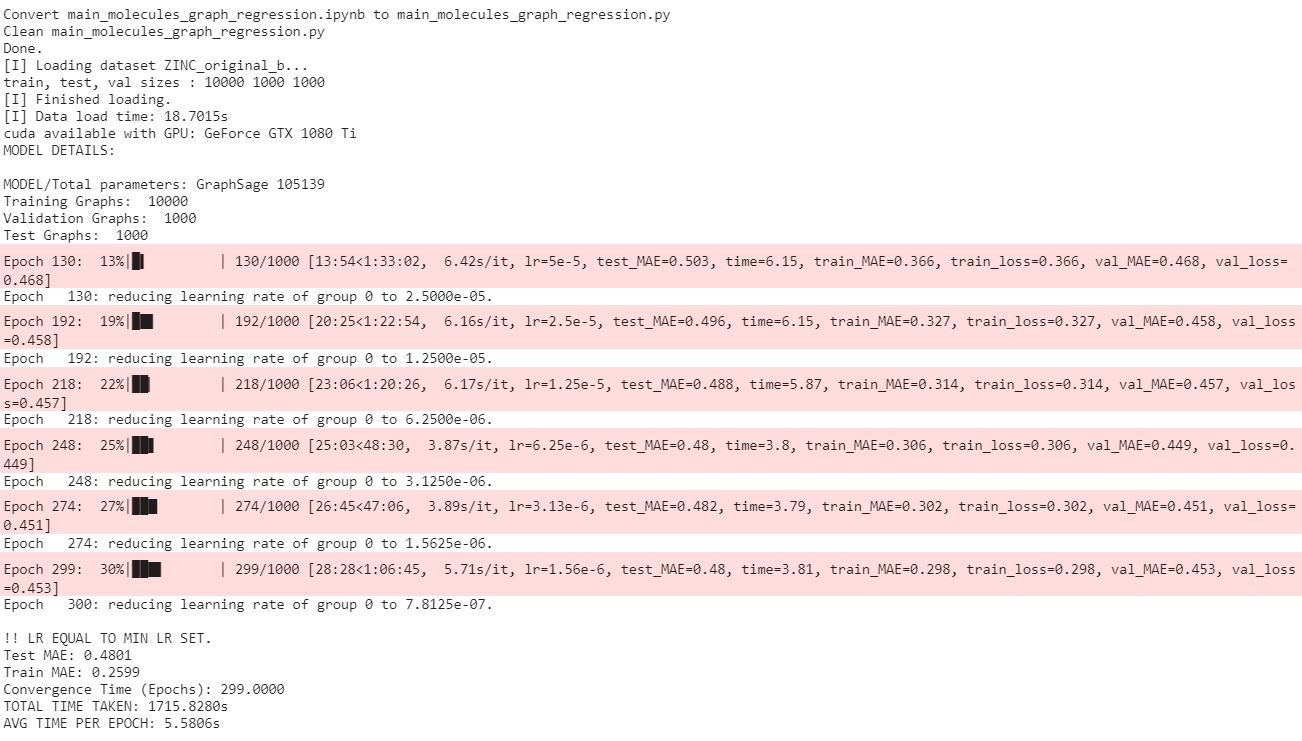 Convert main_molecules_graph_regression.ipynb to main_molecules_graph_regression.py
Clean main_molecules_graph_regression.py
Done.
[I] Loading dataset ZINC_original_b...
train, test, val sizes : 10000 1000 1000
[I] Finished loading.
[I] Data load time: 18.7015s
cuda available with GPU: GeForce GTX 1080 Ti
MODEL DETAILS:
MODEL/Total parameters: GraphSage 105139
Training Graphs:  10000
Validation Graphs:  1000
Test Graphs:  1000
Epoch 130:  13%|█▎        | 130/1000 [13:54<1:33:02,  6.42s/it, lr=5e-5, test_MAE=0.503, time=6.15, train_MAE=0.366, train_loss=0.366, val_MAE=0.468, val_loss=
0.468]
Epoch   130: reducing learning rate of group 0 to 2.5000e-05.
Epoch 192:  19%|█▉        | 192/1000 [20:25<1:22:54,  6.16s/it, lr=2.5e-5, test_MAE=0.496, time=6.15, train_MAE=0.327, train_loss=0.327, val_MAE=0.458, val_loss
=0.458]
Epoch   192: reducing learning rate of group 0 to 1.2500e-05.
Epoch 218:  22%|██▏       | 218/1000 [23:06<1:20:26,  6.17s/it, lr=1.25e-5, test_MAE=0.488, time=5.87, train_MAE=0.314, train_loss=0.314, val_MAE=0.457, val_los
s=0.457]
Epoch   218: reducing learning rate of group 0 to 6.2500e-06.
Epoch 248:  25%|██▍       | 248/1000 [25:03<48:30,  3.87s/it, lr=6.25e-6, test_MAE=0.48, time=3.8, train_MAE=0.306, train_loss=0.306, val_MAE=0.449, val_loss=0.
449]
Epoch   248: reducing learning rate of group 0 to 3.1250e-06.
Epoch 274:  27%|██▋       | 274/1000 [26:45<47:06,  3.89s/it, lr=3.13e-6, test_MAE=0.482, time=3.79, train_MAE=0.302, train_loss=0.302, val_MAE=0.451, val_loss=
0.451]
Epoch   274: reducing learning rate of group 0 to 1.5625e-06.
Epoch 299:  30%|██▉       | 299/1000 [28:28<1:06:45,  5.71s/it, lr=1.56e-6, test_MAE=0.48, time=3.81, train_MAE=0.298, train_loss=0.298, val_MAE=0.453, val_loss
=0.453]
Epoch   300: reducing learning rate of group 0 to 7.8125e-07.
!! LR EQUAL TO MIN LR SET.
Test MAE: 0.4801
Train MAE: 0.2599
Convergence Time (Epochs): 299.0000
TOTAL TIME TAKEN: 1715.8280s
AVG TIME PER EPOCH: 5.5806s